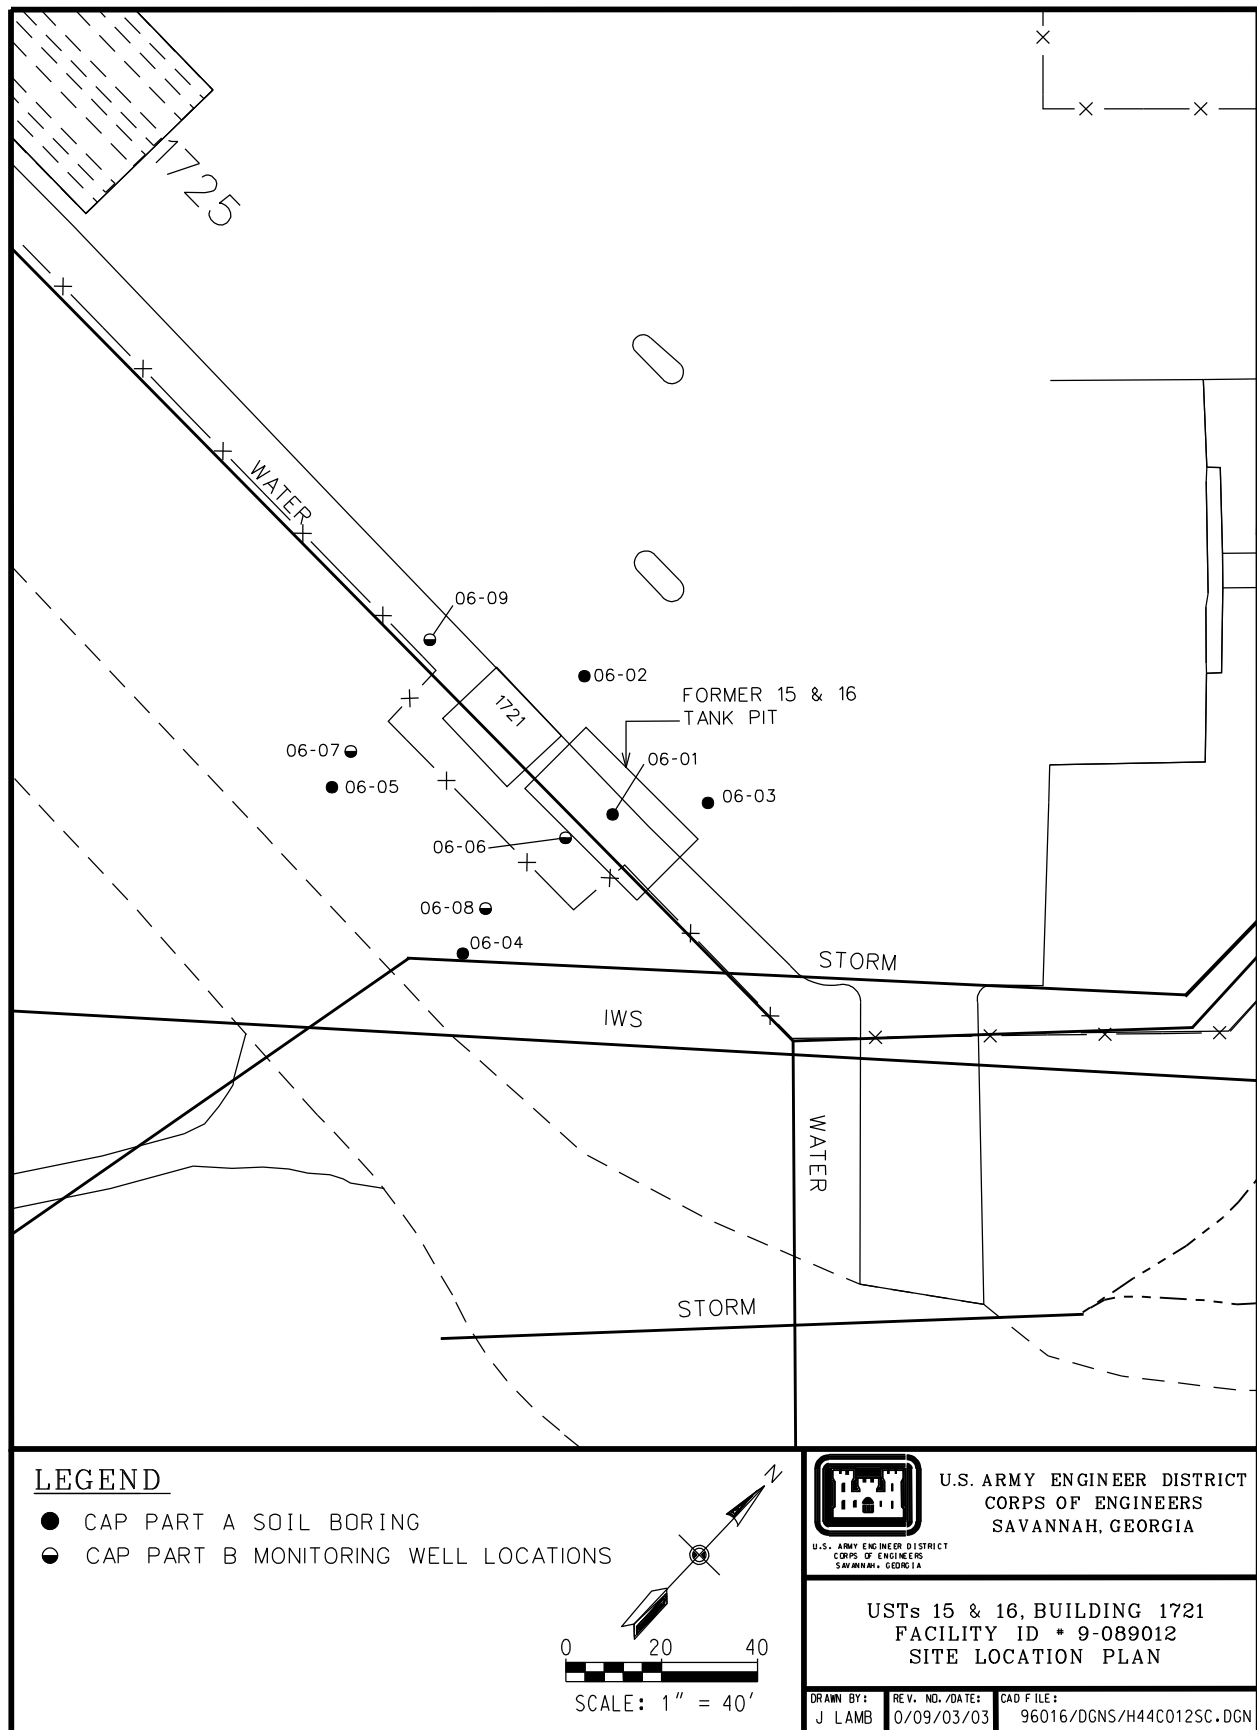 1725
WATER
06-09
06-02
FORMER 15 & 16
TANK PIT
1721
06-01
06-07
06-05
06-03
06-06
06-08
06-04
STORM
IWS
WATER
STORM
LEGEND
CAP PART A SOIL BORING
CAP PART B MONITORING WELL LOCATIONS
N
0 20 40
SCALE: 1" = 40'
U.S. ARMY ENGINEER DISTRICT
CORPS OF ENGINEERS
SAVANNAH, GEORGIA
U.S. ARMY ENGINEER DISTRICT
CORPS OF ENGINEERS
SAVANNAH, GEORGIA
USTs 15 & 16, BUILDING 1721
FACILITY ID # 9-089012
SITE LOCATION PLAN
DRAWN BY:
J LAMB
REV. NO./DATE:
0/09/03/03
CAD FILE:
96016/DGNS/H44C012SC.DGN